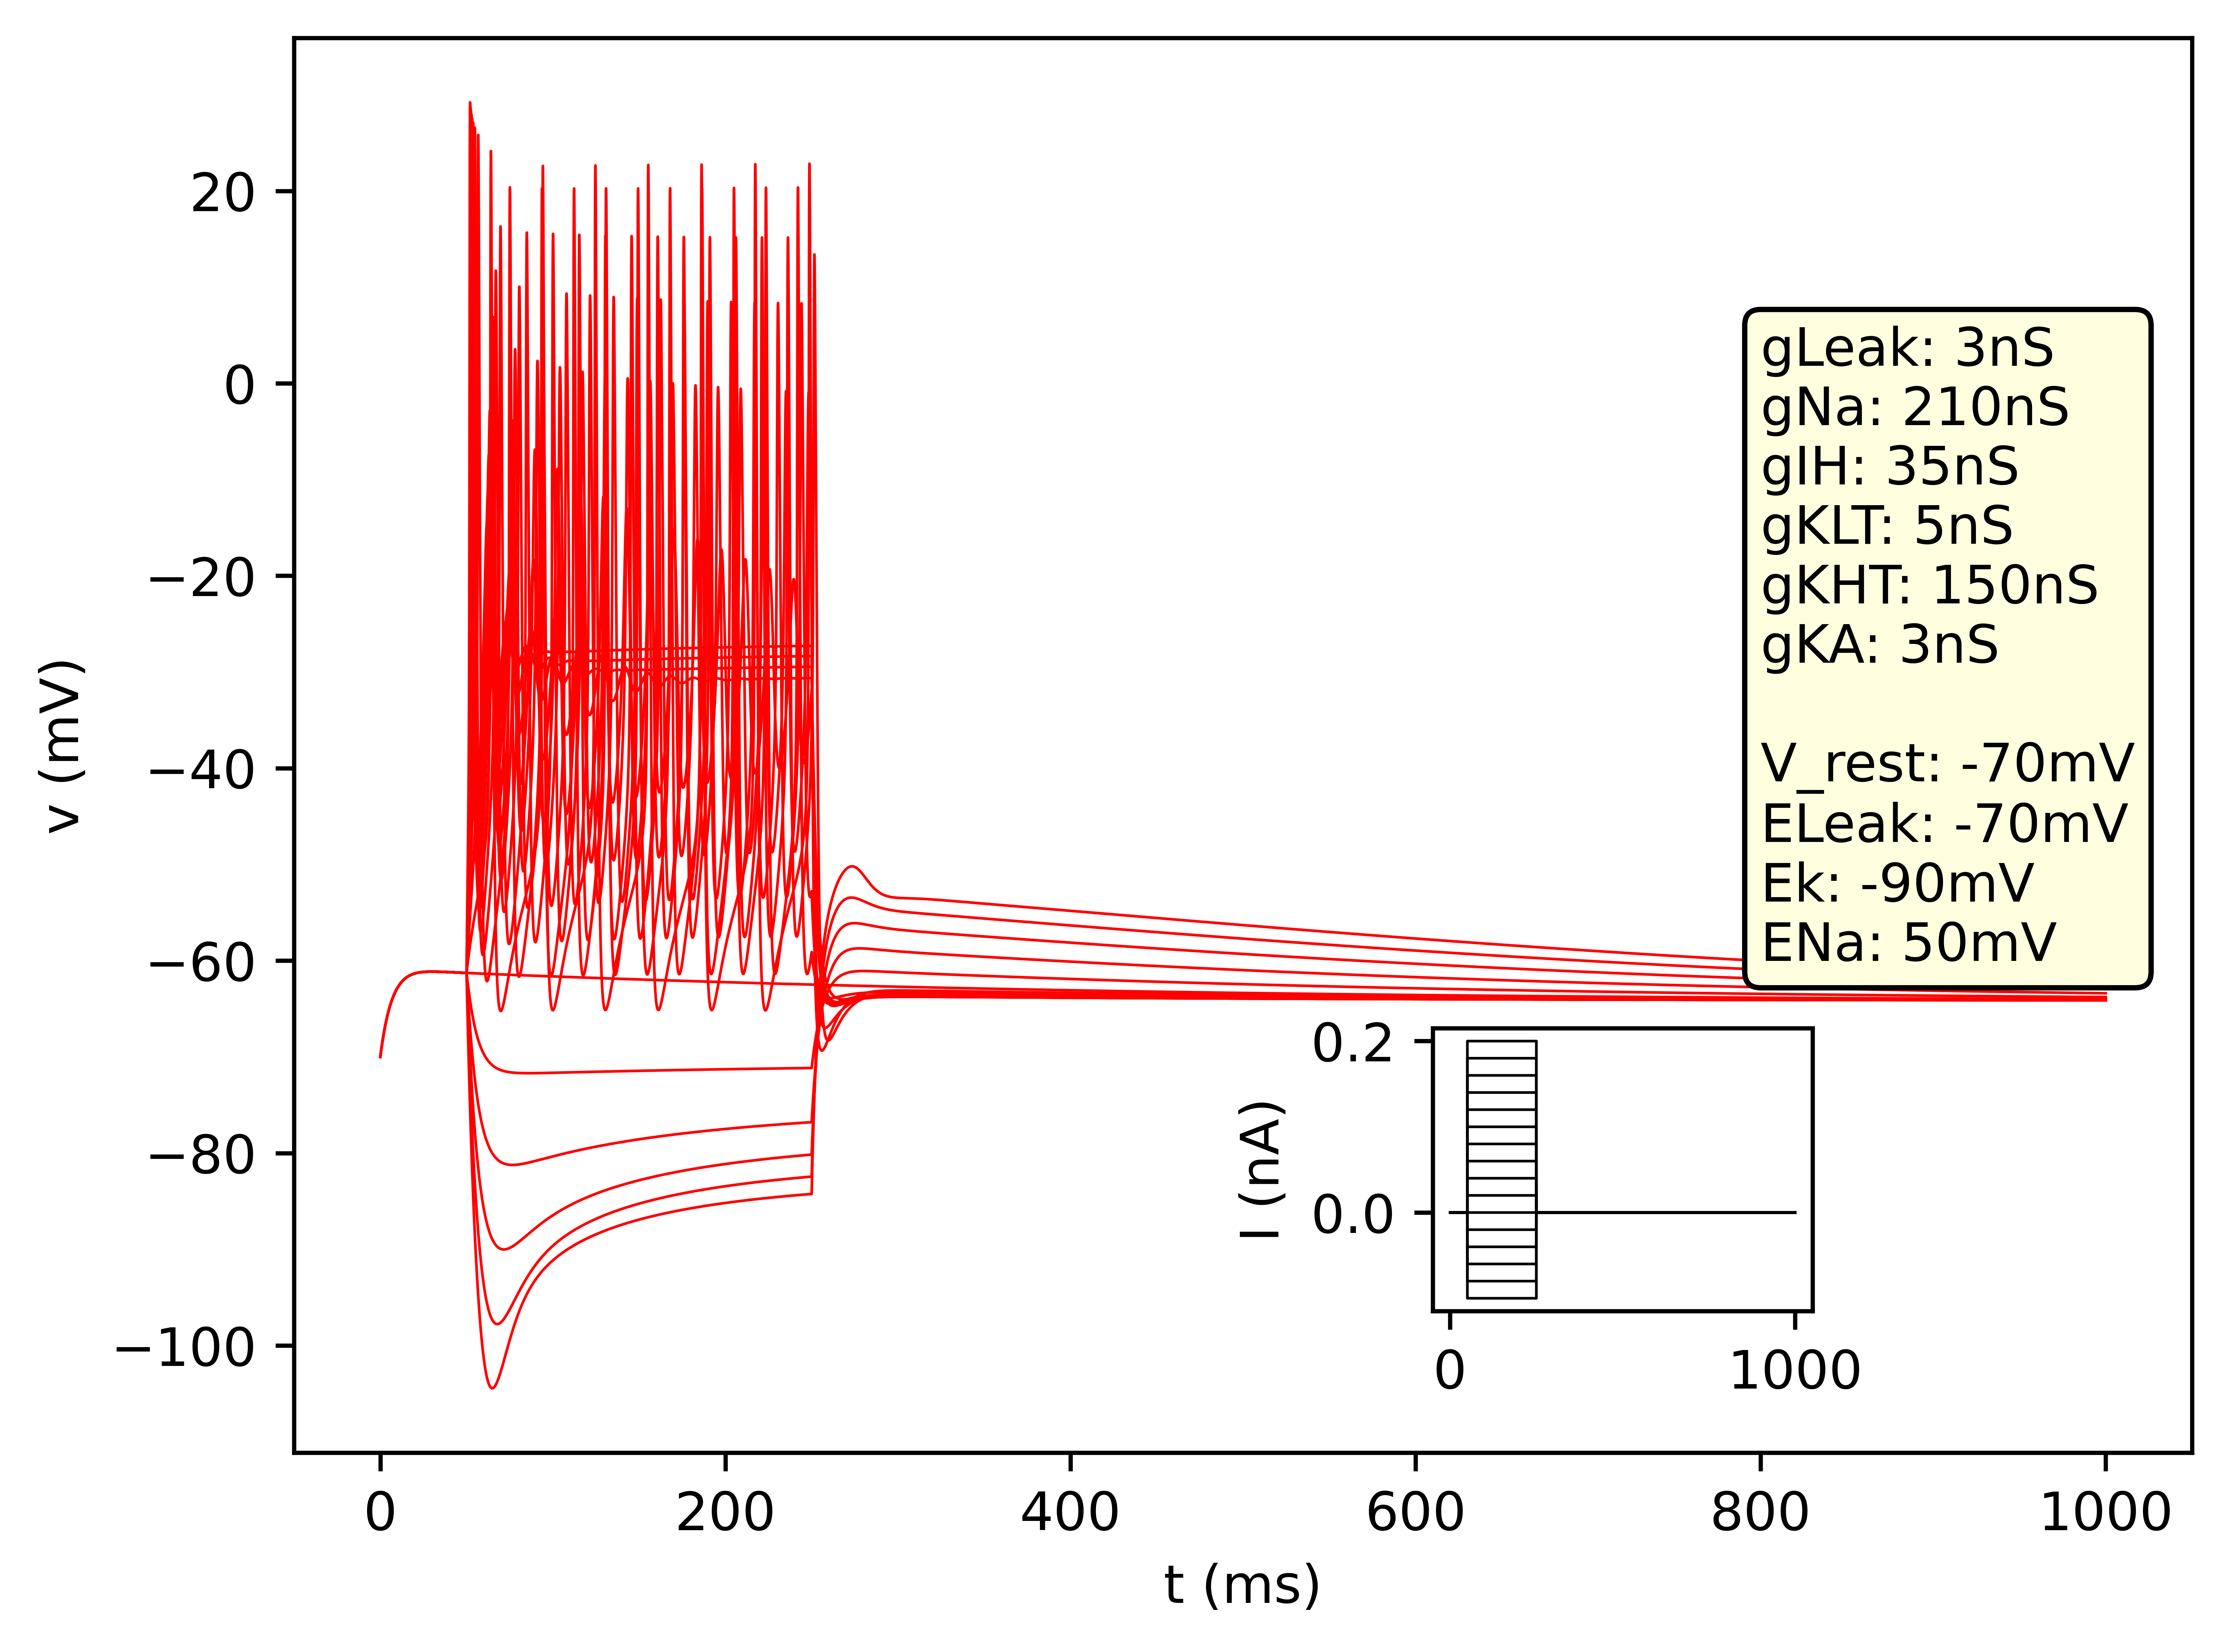 20
0
−20
−40
−60
−80
−100
v (mV)
0
200
400
600
800
1000
t (ms)
gLeak: 3nS
gNa: 210nS
gIH: 35nS
gKLT: 5nS
gKHT: 150nS
gKA: 3nS
V_rest: -70mV
ELeak: -70mV
Ek: -90mV
ENa: 50mV
0.2
0.0
I (nA)
0
1000